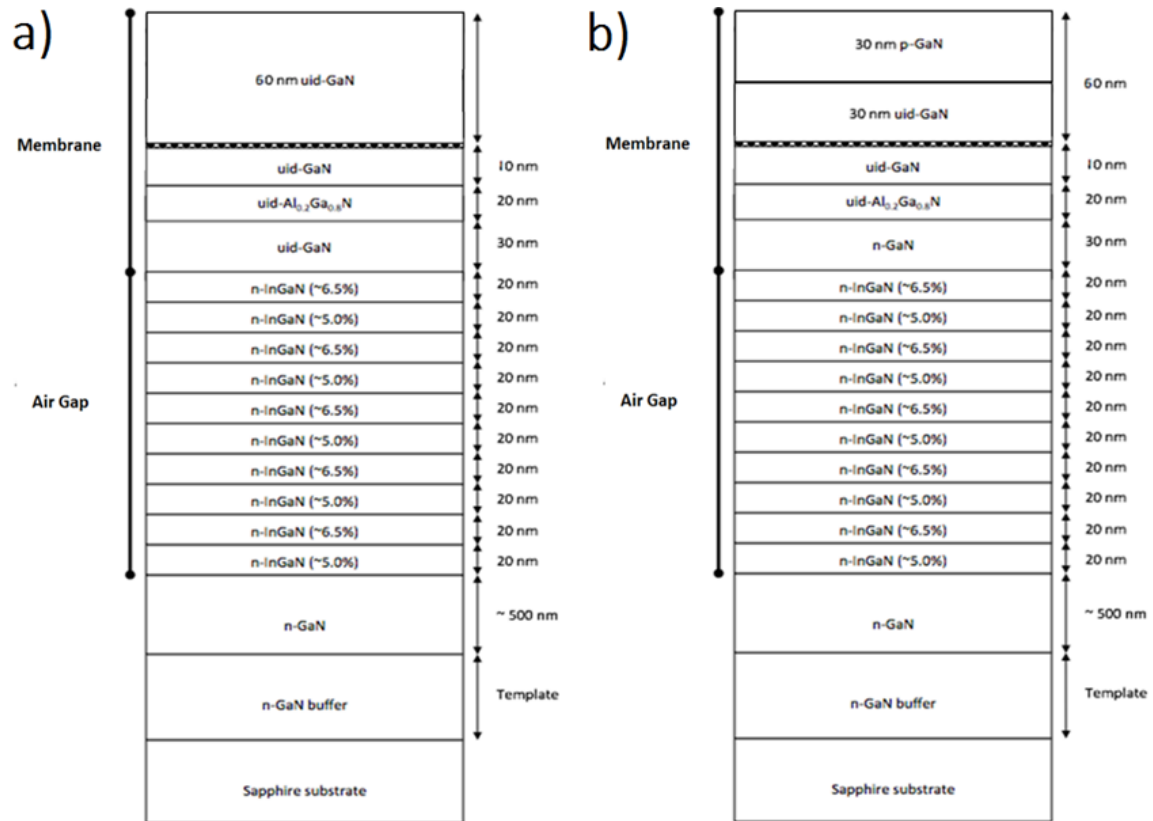 a)
60 nm uid-GaN
Membrane
uid-GaN
10 nm
uid-Al0.2Ga0.8N
20 nm
uid-GaN
30 nm
n-InGaN (~6.5%)
20 nm
n-InGaN (~5.0%)
20 nm
n-InGaN (~6.5%)
20 nm
n-InGaN (~5.0%)
20 nm
Air Gap
n-InGaN (~6.5%)
20 nm
n-InGaN (~5.0%)
20 nm
n-InGaN (~6.5%)
20 nm
n-InGaN (~5.0%)
20 nm
n-InGaN (~6.5%)
20 nm
n-InGaN (~5.0%)
20 nm
n-GaN
~ 500 nm
n-GaN buffer
Template
Sapphire substrate
b)
30 nm p-GaN
60 nm
30 nm uid-GaN
Membrane
uid-GaN
10 nm
uid-Al0.2Ga0.8N
20 nm
n-GaN
30 nm
n-InGaN (~6.5%)
20 nm
n-InGaN (~5.0%)
20 nm
n-InGaN (~6.5%)
20 nm
n-InGaN (~5.0%)
20 nm
Air Gap
n-InGaN (~6.5%)
20 nm
n-InGaN (~5.0%)
20 nm
n-InGaN (~6.5%)
20 nm
n-InGaN (~5.0%)
20 nm
n-InGaN (~6.5%)
20 nm
n-InGaN (~5.0%)
20 nm
n-GaN
~ 500 nm
n-GaN buffer
Template
Sapphire substrate